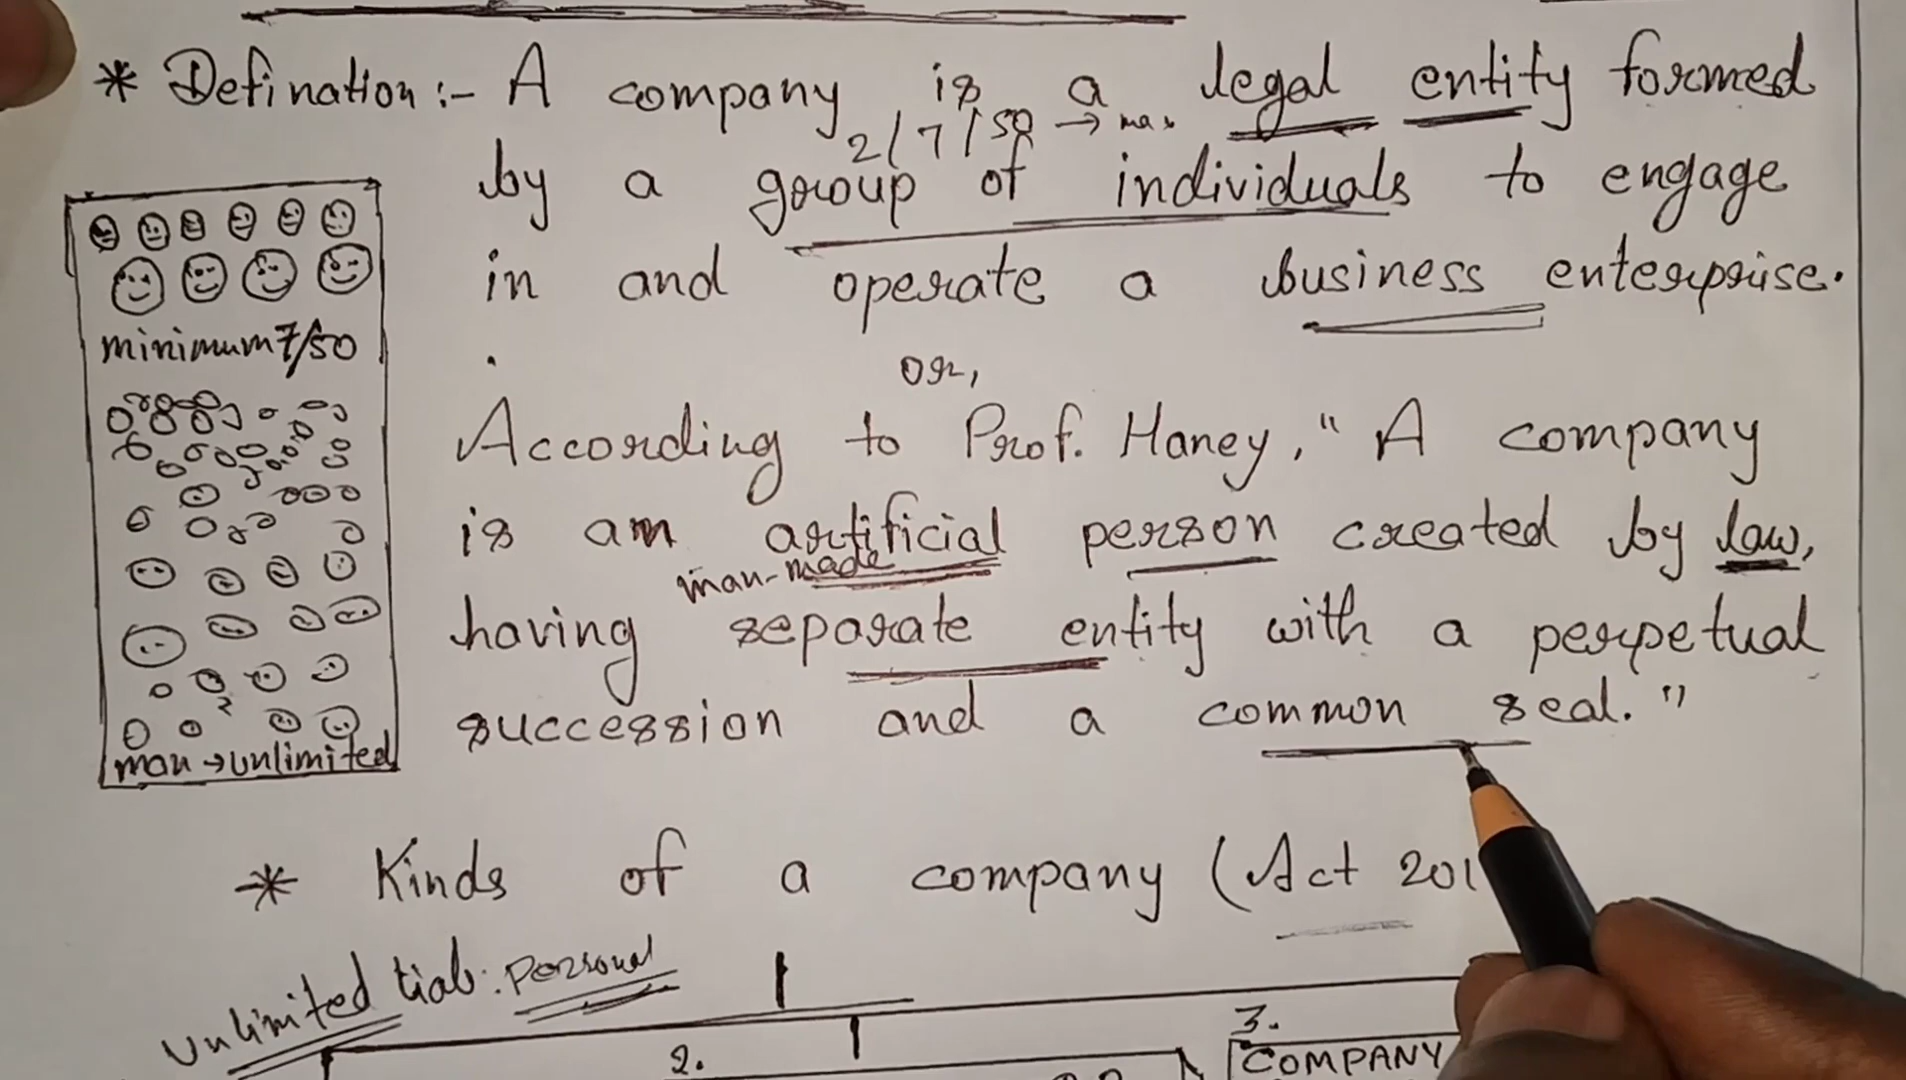 * Defination :- A company is a legal entity formed
2/7/50 → max
by a group of individuals to engage
in and operate a business enterprise.
or,
According to Prof. Haney, "A company
is an artificial person created by law,
man-made
having separate entity with a perpetual
succession and a common seal."
minimum 7/50
max → unlimited
* Kinds of a company (Act 201
Unlimited liab: personal
2.
3.
COMPANY